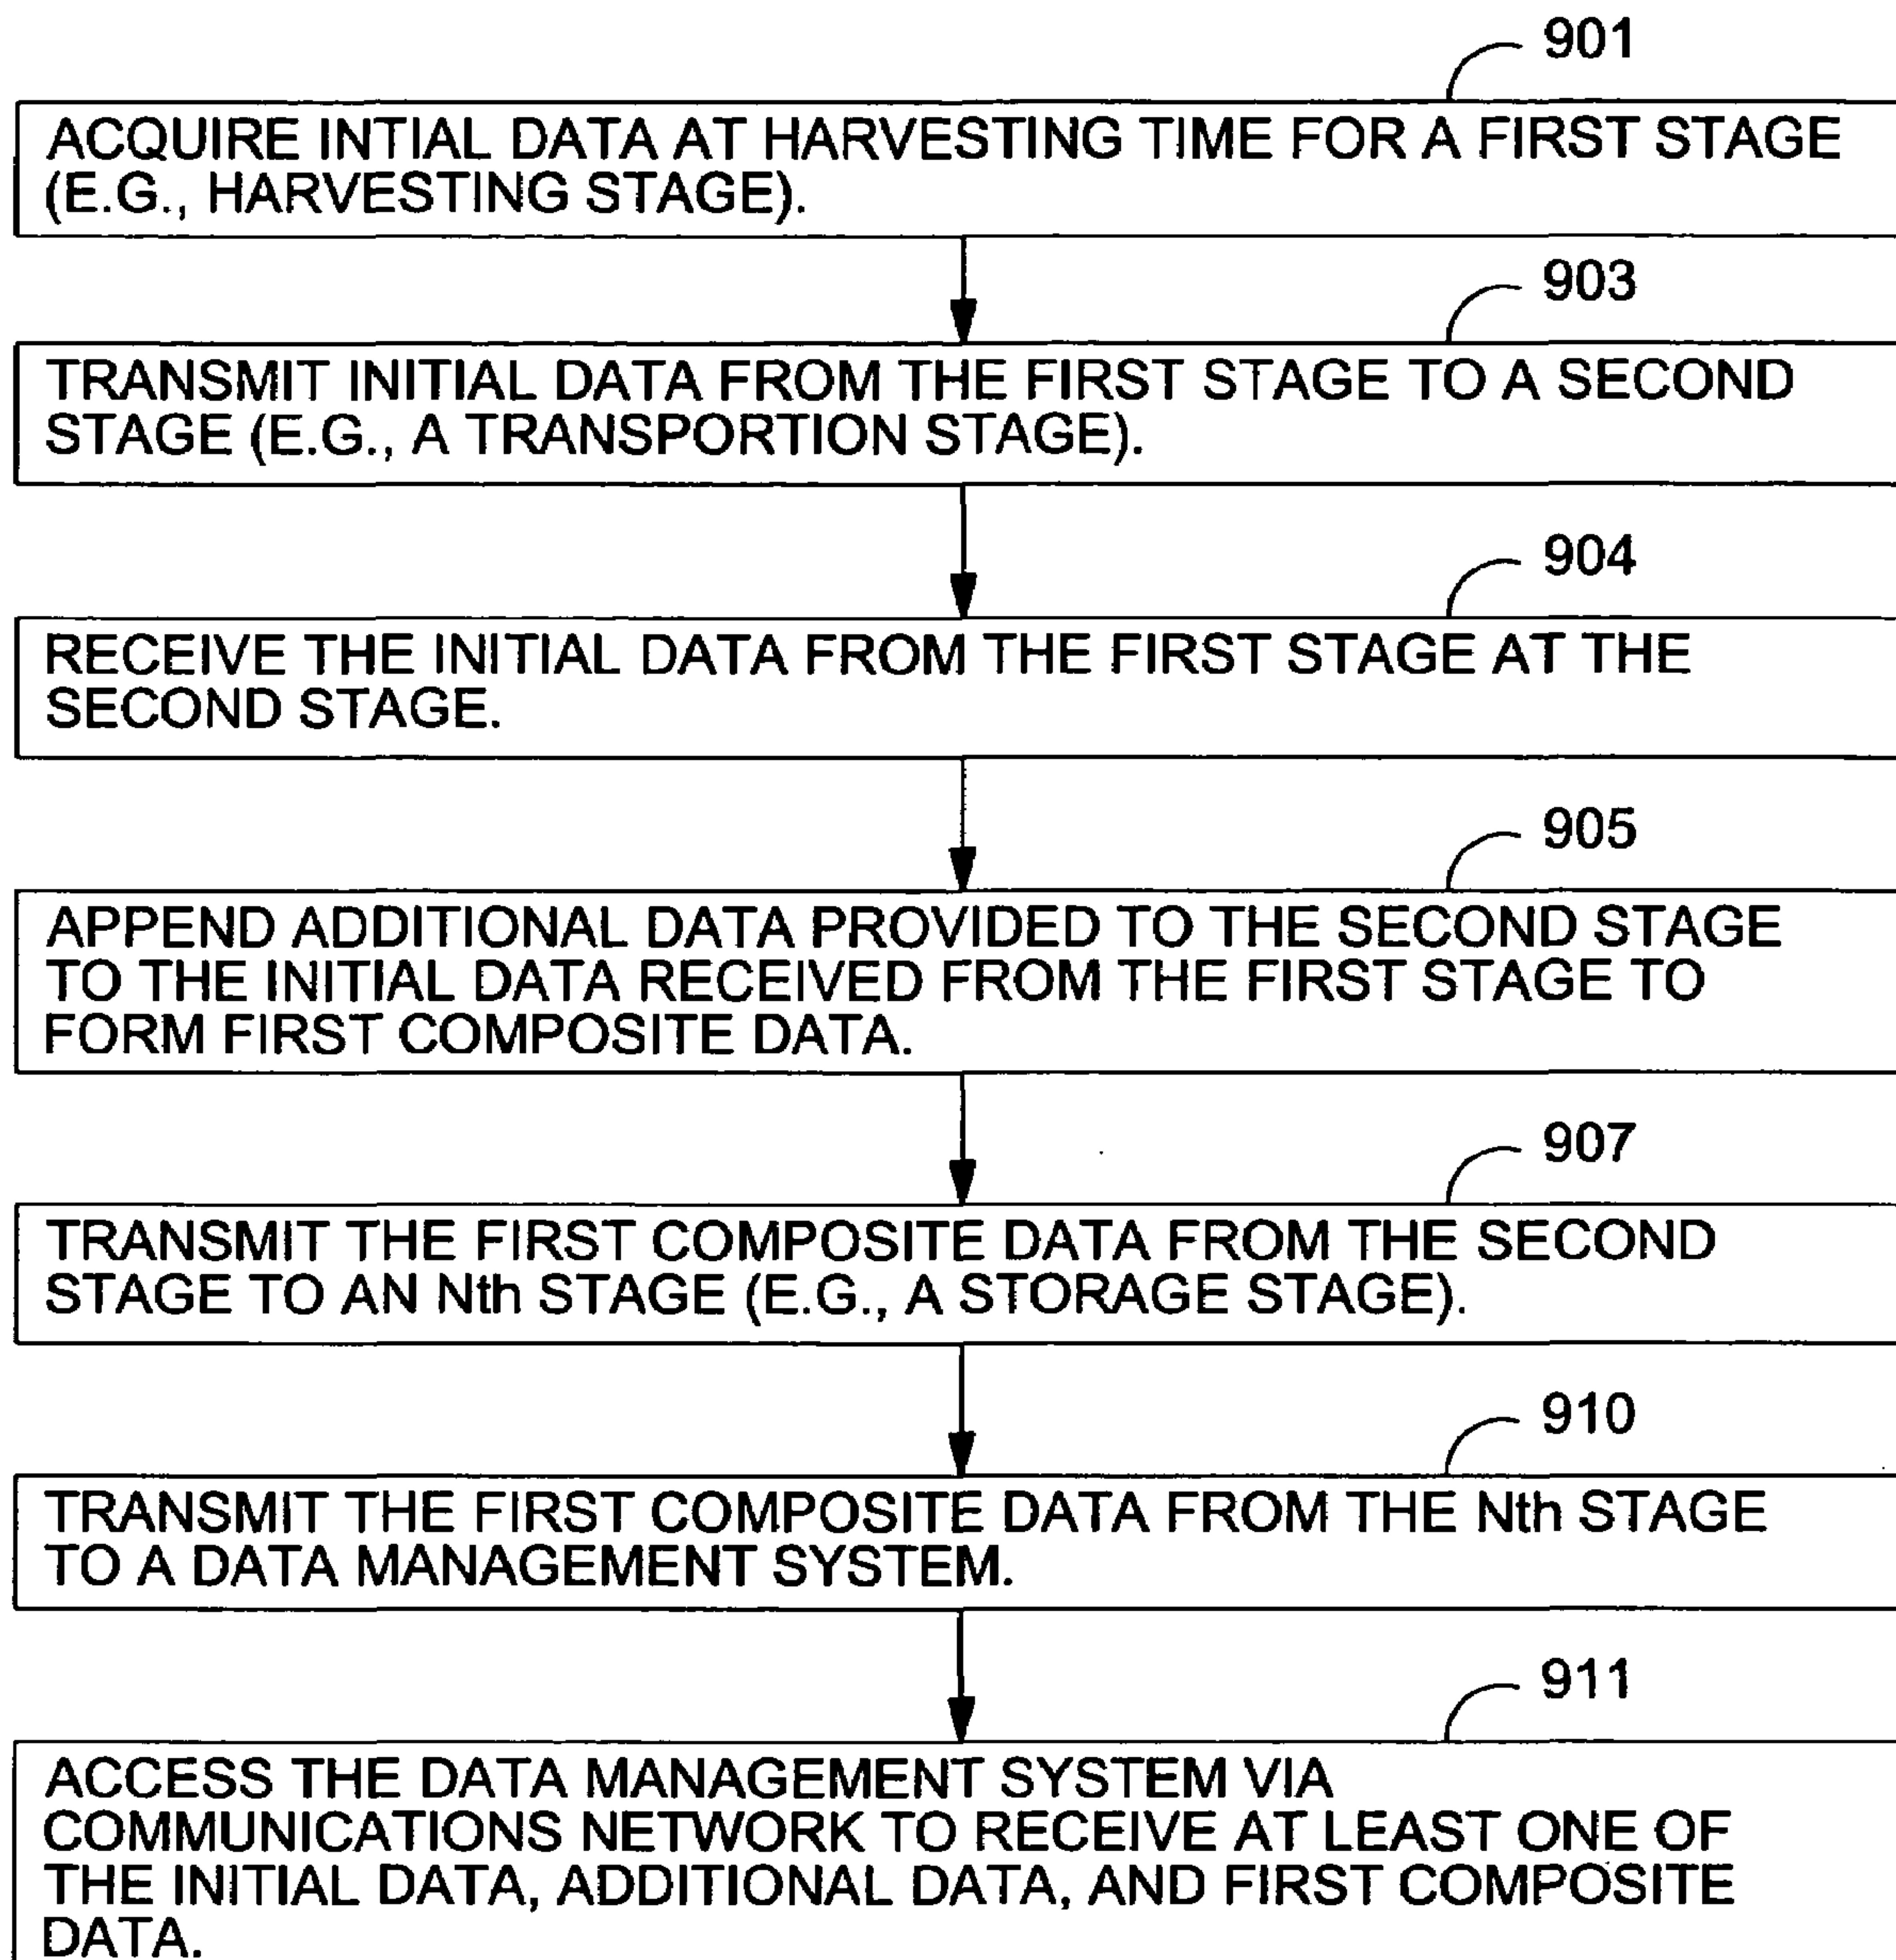 901
ACQUIRE INTIAL DATA AT HARVESTING TIME FOR A FIRST STAGE
(E.G., HARVESTING STAGE).
903
TRANSMIT INITIAL DATA FROM THE FIRST STAGE TO A SECOND
STAGE (E.G., A TRANSPORTION STAGE).
904
RECEIVE THE INITIAL DATA FROM THE FIRST STAGE AT THE
SECOND STAGE.
905
APPEND ADDITIONAL DATA PROVIDED TO THE SECOND STAGE
TO THE INITIAL DATA RECEIVED FROM THE FIRST STAGE TO
FORM FIRST COMPOSITE DATA.
907
TRANSMIT THE FIRST COMPOSITE DATA FROM THE SECOND
STAGE TO AN Nth STAGE (E.G., A STORAGE STAGE).
910
TRANSMIT THE FIRST COMPOSITE DATA FROM THE Nth STAGE
TO A DATA MANAGEMENT SYSTEM.
911
ACCESS THE DATA MANAGEMENT SYSTEM VIA
COMMUNICATIONS NETWORK TO RECEIVE AT LEAST ONE OF
THE INITIAL DATA, ADDITIONAL DATA, AND FIRST COMPOSITE
DATA.